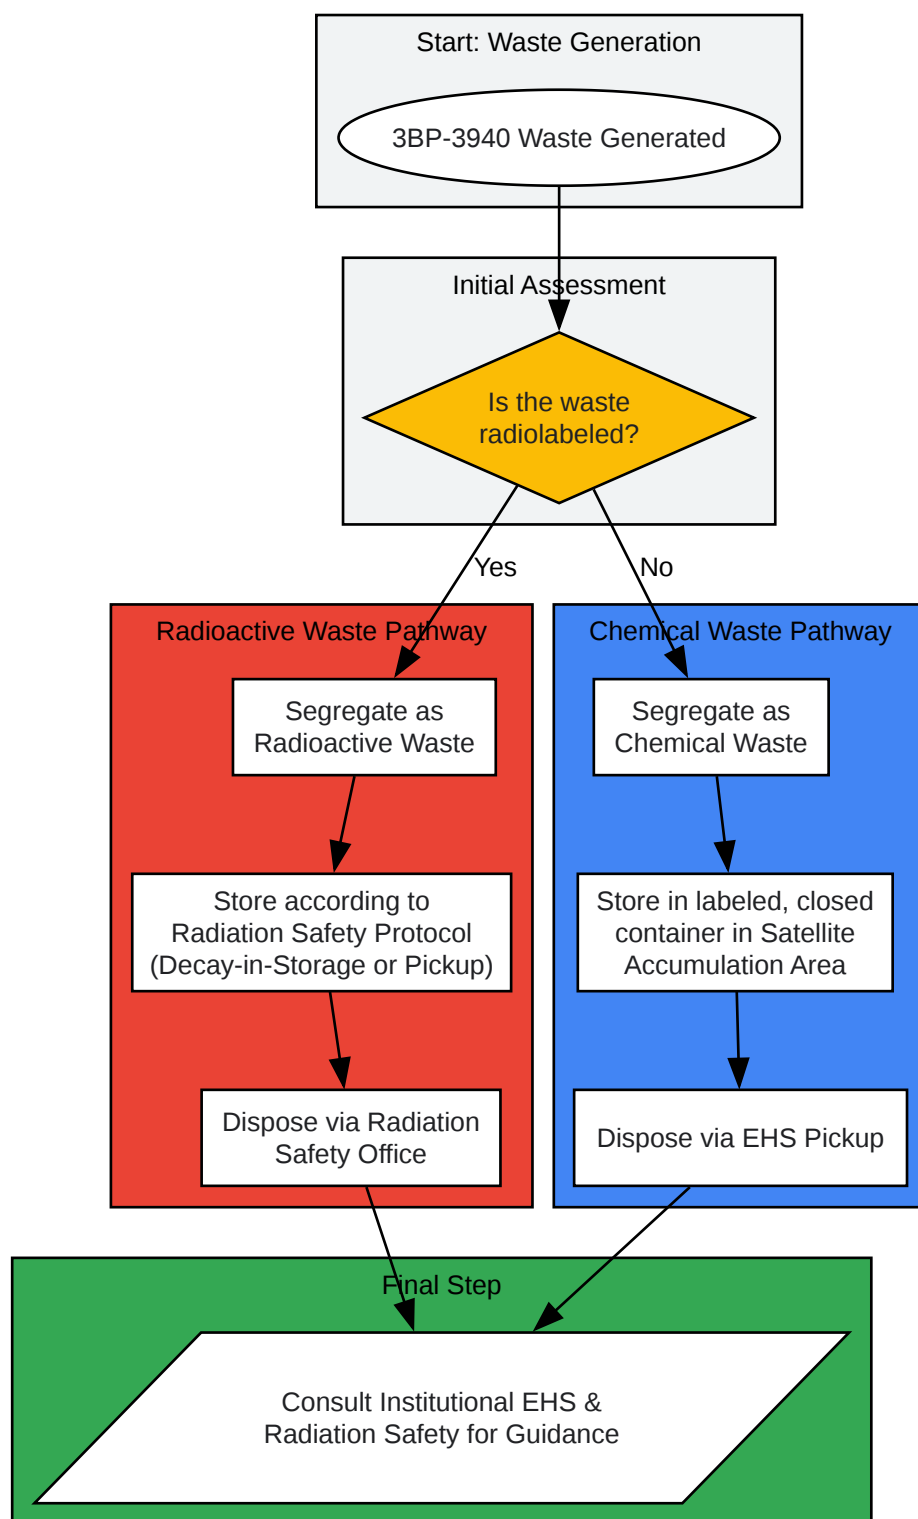 Start: Waste Generation
3BP-3940 Waste Generated
Initial Assessment
Is the waste
radiolabeled?
Yes
No
Radioactive Waste Pathway
Segregate as
Radioactive Waste
Store according to
Radiation Safety Protocol
(Decay-in-Storage or Pickup)
Dispose via Radiation
Safety Office
Chemical Waste Pathway
Segregate as
Chemical Waste
Store in labeled, closed
container in Satellite
Accumulation Area
Dispose via EHS Pickup
Final Step
Consult Institutional EHS &
Radiation Safety for Guidance